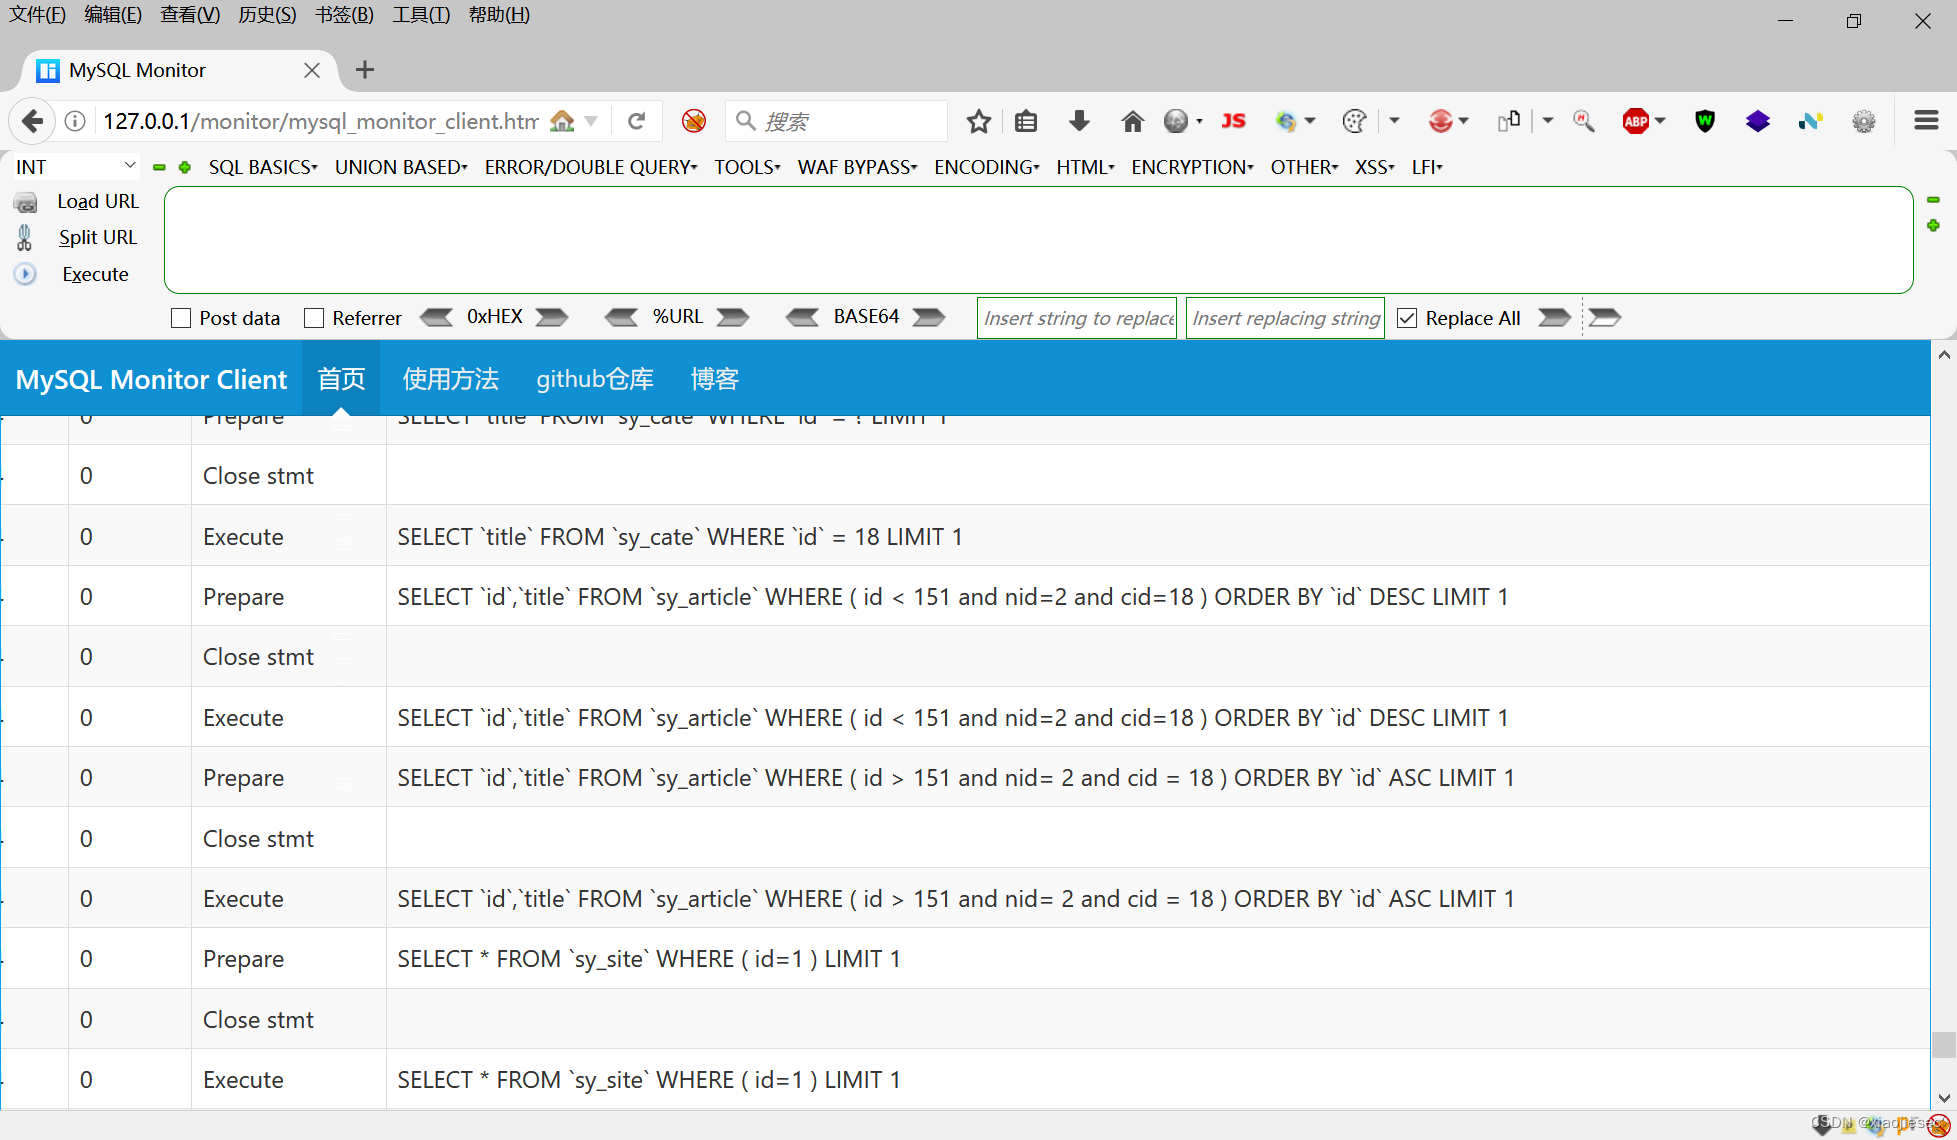 文件(F) 编辑(E) 查看(V) 历史(S) 书签(B) 工具(T) 帮助(H)
MySQL Monitor
127.0.0.1/monitor/mysql_monitor_client.htm 搜索 JS ABP W N
INT SQL BASICS UNION BASED ERROR/DOUBLE QUERY TOOLS WAF BYPASS ENCODING HTML ENCRYPTION OTHER XSS LFI
Load URL
Split URL
Execute
Post data Referrer 0xHEX %URL BASE64 Insert string to replace Insert replacing string Replace All
MySQL Monitor Client 首页 使用方法 github仓库 博客
0 Prepare SELECT `title` FROM `sy_cate` WHERE `id` = ? LIMIT 1
0 Close stmt
0 Execute SELECT `title` FROM `sy_cate` WHERE `id` = 18 LIMIT 1
0 Prepare SELECT `id`,`title` FROM `sy_article` WHERE ( id < 151 and nid=2 and cid=18 ) ORDER BY `id` DESC LIMIT 1
0 Close stmt
0 Execute SELECT `id`,`title` FROM `sy_article` WHERE ( id < 151 and nid=2 and cid=18 ) ORDER BY `id` DESC LIMIT 1
0 Prepare SELECT `id`,`title` FROM `sy_article` WHERE ( id > 151 and nid= 2 and cid = 18 ) ORDER BY `id` ASC LIMIT 1
0 Close stmt
0 Execute SELECT `id`,`title` FROM `sy_article` WHERE ( id > 151 and nid= 2 and cid = 18 ) ORDER BY `id` ASC LIMIT 1
0 Prepare SELECT * FROM `sy_site` WHERE ( id=1 ) LIMIT 1
0 Close stmt
0 Execute SELECT * FROM `sy_site` WHERE ( id=1 ) LIMIT 1
CSDN